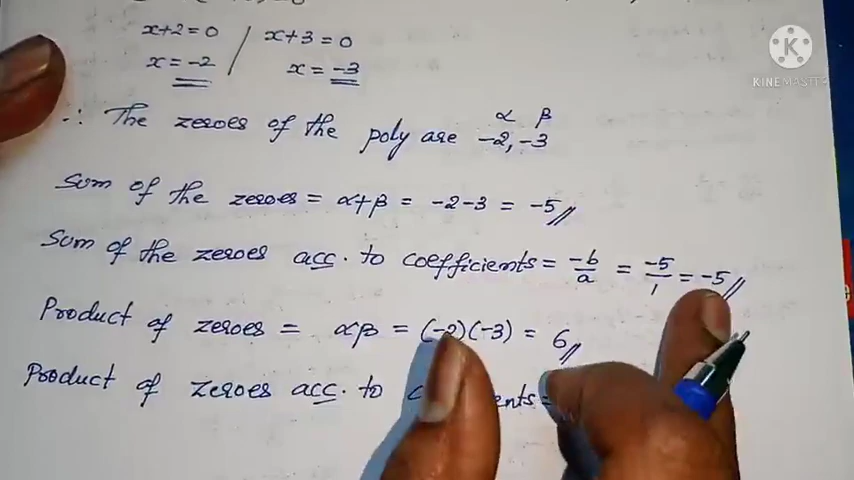 x+2=0 / x+3=0
x=-2 / x=-3
∴ The zeroes of the poly are -2, -3
α β
Sum of the zeroes = α+β = -2-3 = -5//
Sum of the zeroes acc. to coefficients = -b/a = -5/1 = -5//
Product of zeroes = αβ = (-2)(-3) = 6//
Product of zeroes acc. to
KINEMASTER